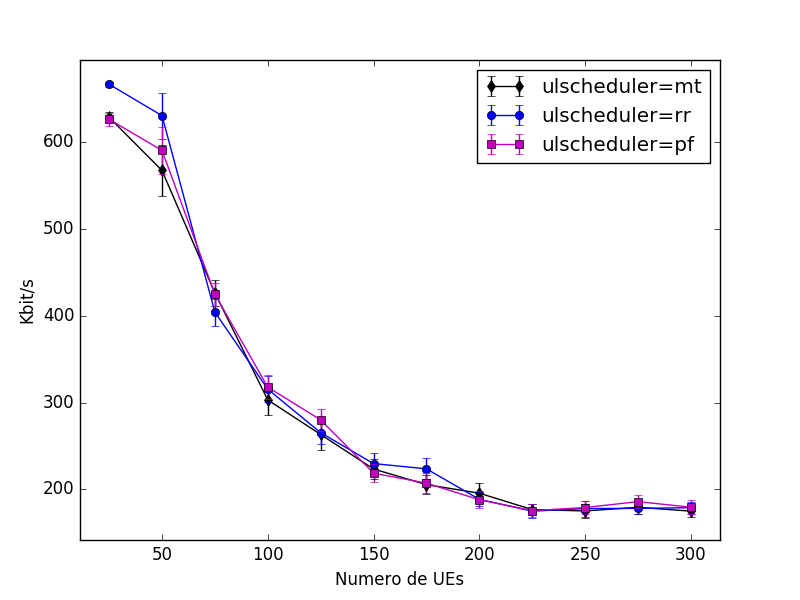 ulscheduler=mt
ulscheduler=rr
ulscheduler=pf
Kbit/s
600
500
400
300
200
50 100 150 200 250 300
Numero de UEs